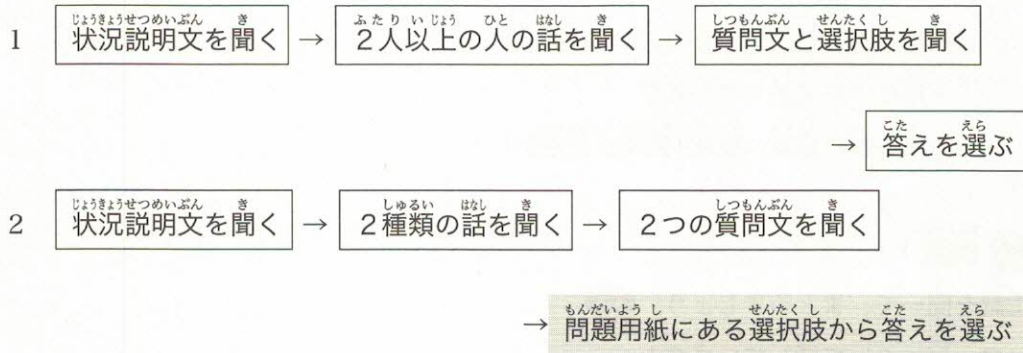 1 状況説明文を聞く → 2人以上の人の話を聞く → 質問文と選択肢を聞く
→ 答えを選ぶ
2 状況説明文を聞く → 2種類の話を聞く → 2つの質問文を聞く
→ 問題用紙にある選択肢から答えを選ぶ